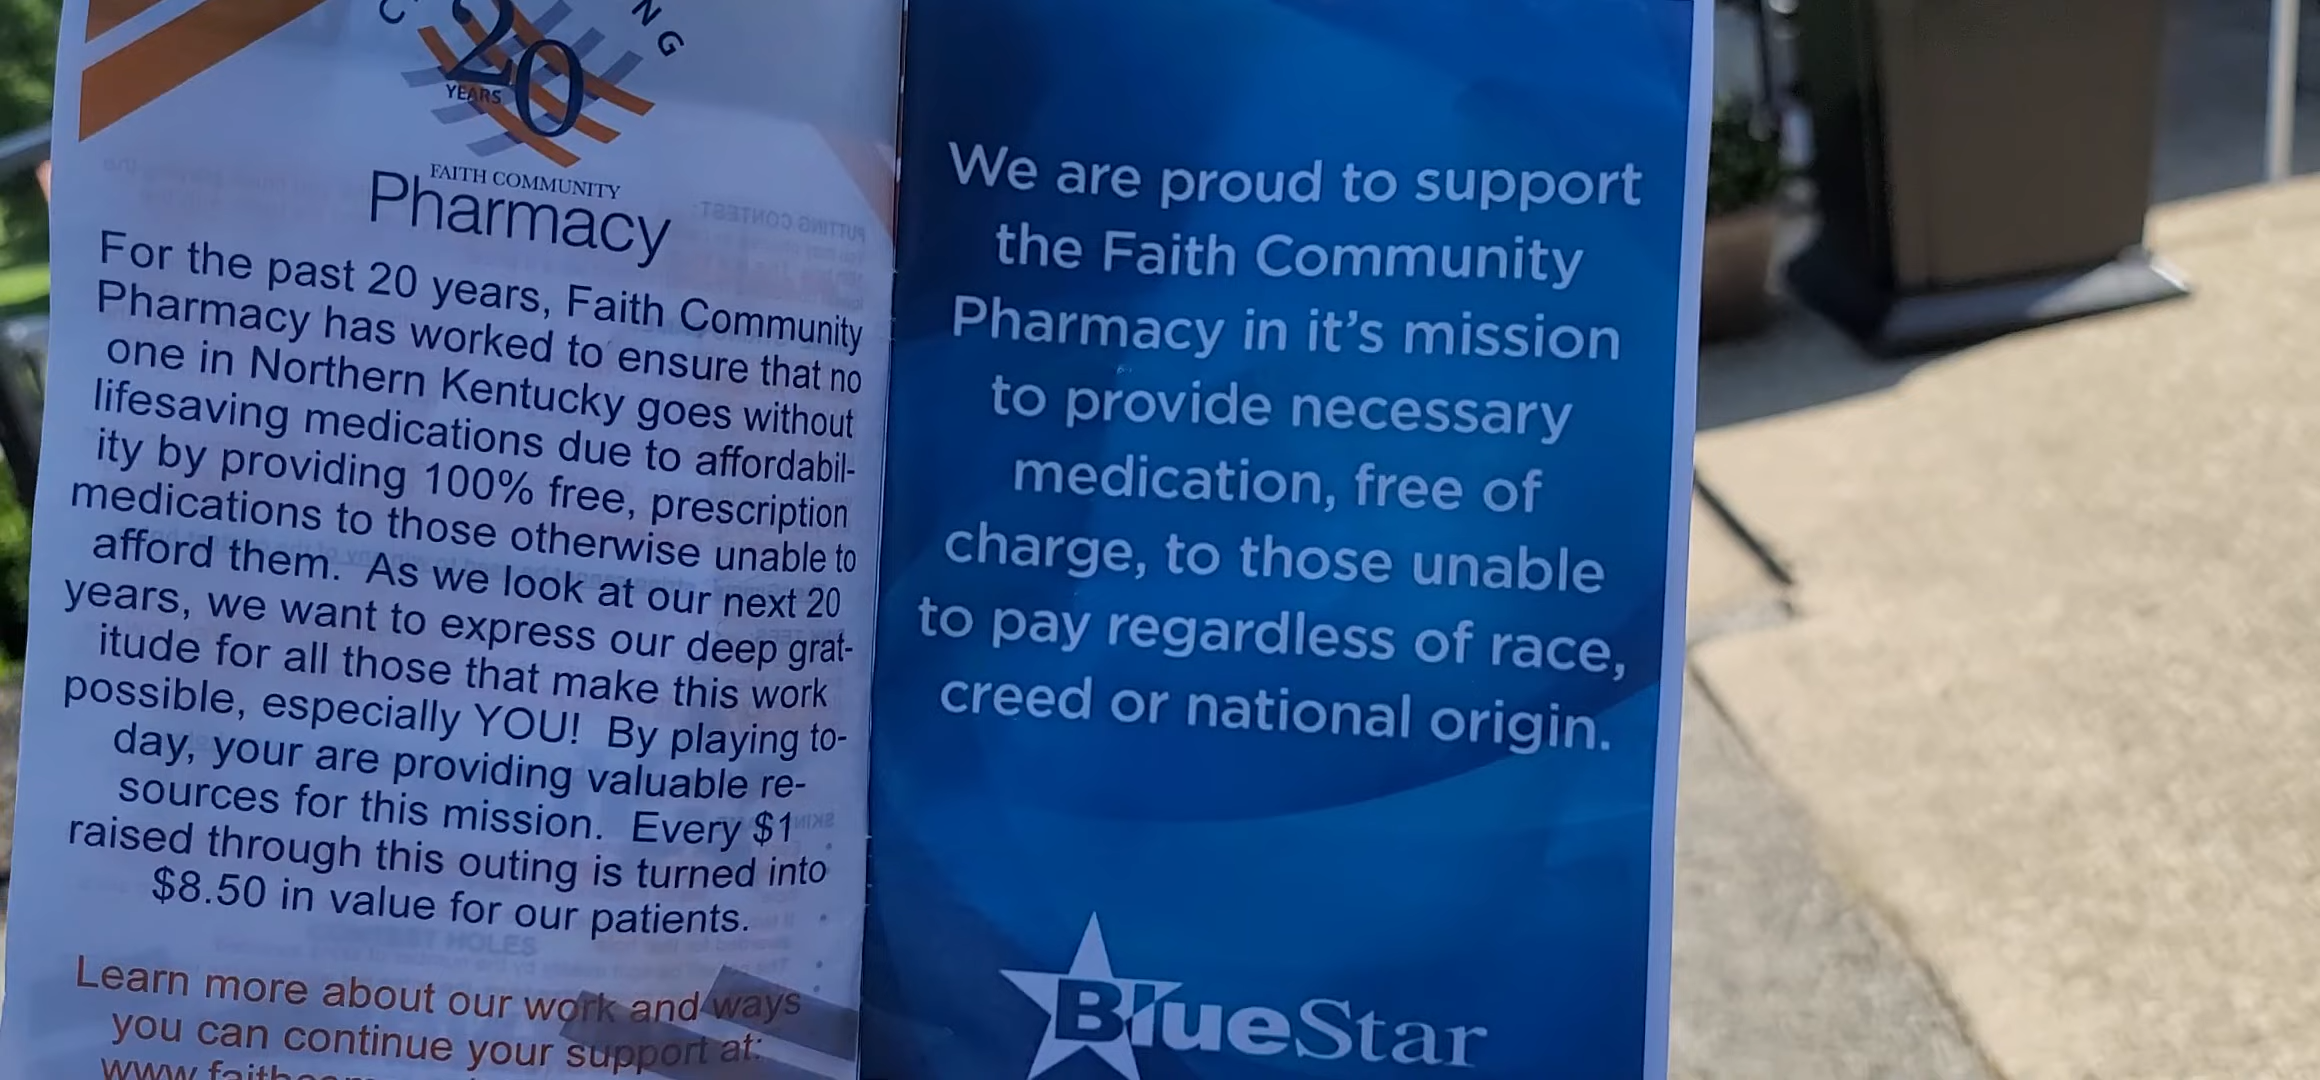 20
YEARS
FAITH COMMUNITY
Pharmacy
For the past 20 years, Faith Community
Pharmacy has worked to ensure that no
one in Northern Kentucky goes without
lifesaving medications due to affordabil-
ity by providing 100% free, prescription
medications to those otherwise unable to
afford them. As we look at our next 20
years, we want to express our deep grat-
itude for all those that make this work
possible, especially YOU! By playing to-
day, your are providing valuable re-
sources for this mission. Every $1
raised through this outing is turned into
$8.50 in value for our patients.
Learn more about our work and ways
you can continue your support at:
We are proud to support
the Faith Community
Pharmacy in it's mission
to provide necessary
medication, free of
charge, to those unable
to pay regardless of race,
creed or national origin.
BlueStar